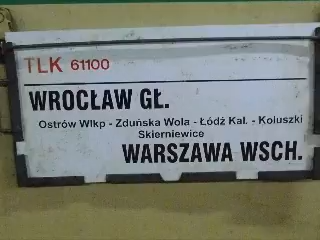 TLK 61100
WROCŁAW GŁ.
Ostrów Wlkp - Zduńska Wola - Łódź Kal. - Koluszki
Skierniewice
WARSZAWA WSCH.